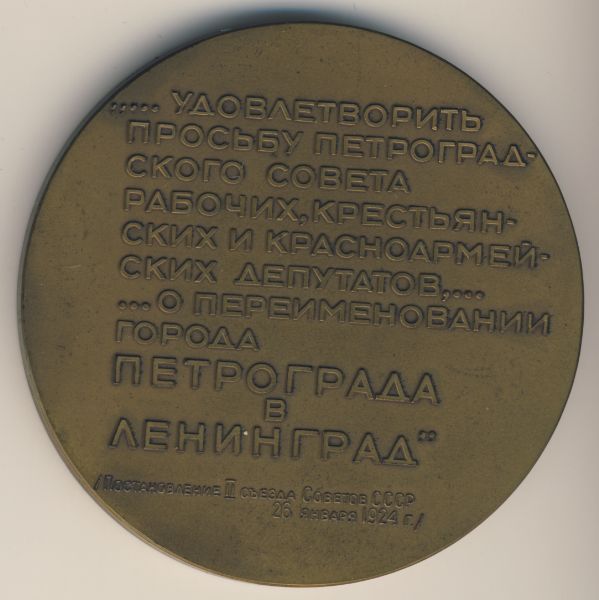 „.... УДОВЛЕТВОРИТЬ
ПРОСЬБУ ПЕТРОГРАД-
СКОГО СОВЕТА
РАБОЧИХ, КРЕСТЬЯН-
СКИХ И КРАСНОАРМЕЙ-
СКИХ ДЕПУТАТОВ,...
...О ПЕРЕИМЕНОВАНИИ
ГОРОДА
ПЕТРОГРАДА
В
ЛЕНИНГРАД”
/ПОСТАНОВЛЕНИЕ II СЪЕЗДА СОВЕТОВ СССР
26 ЯНВАРЯ 1924 Г./